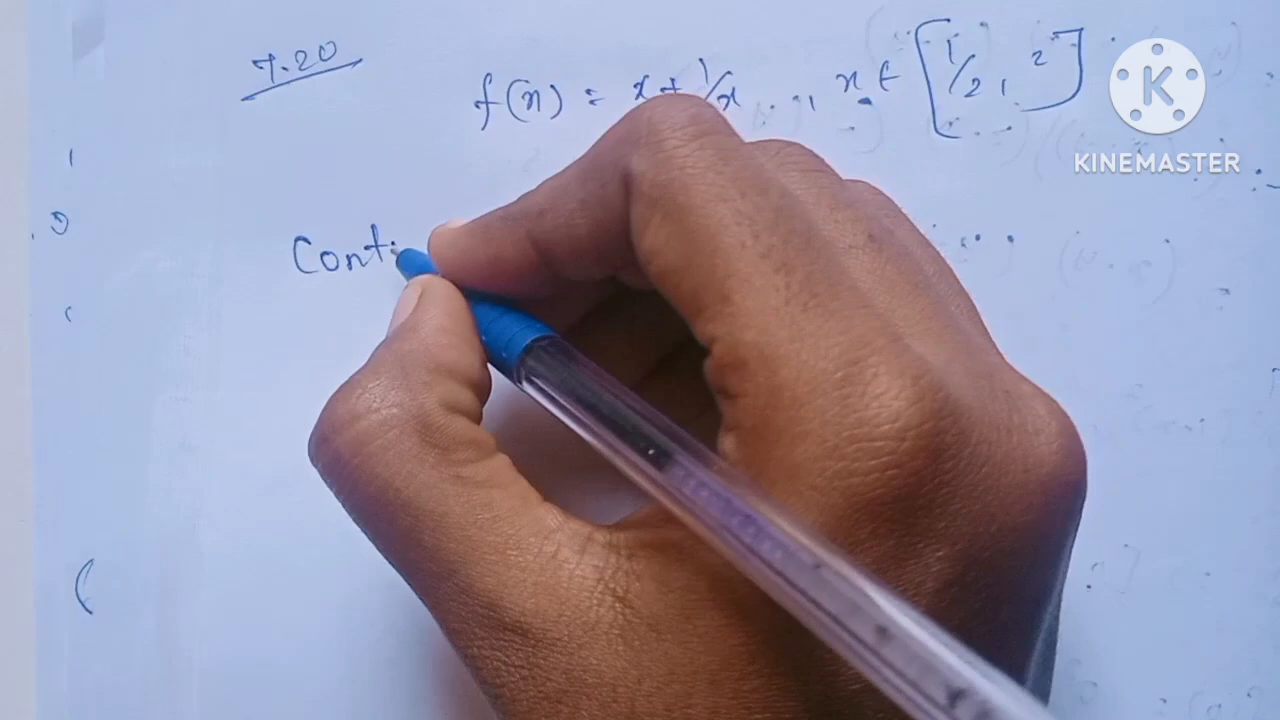 7.20
f(x) = x + 1/x , x ∈ [1/2, 2]
KINEMASTER
Conti